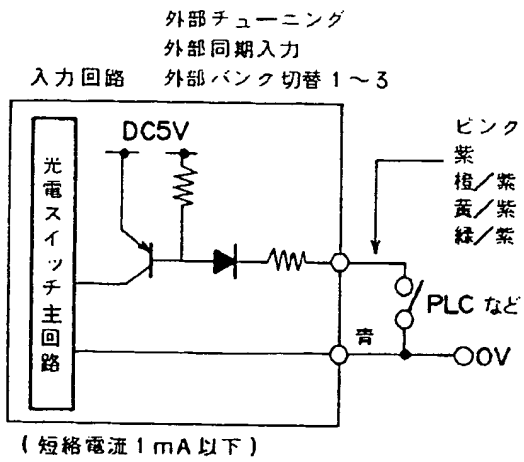 外部チューニング
外部同期入力
入力回路 外部バンク切替1～3
DC5V
光電スイッチ主回路
ピンク
紫
橙／紫
黄／紫
緑／紫
PLC など
青
0V
(短絡電流1mA以下)